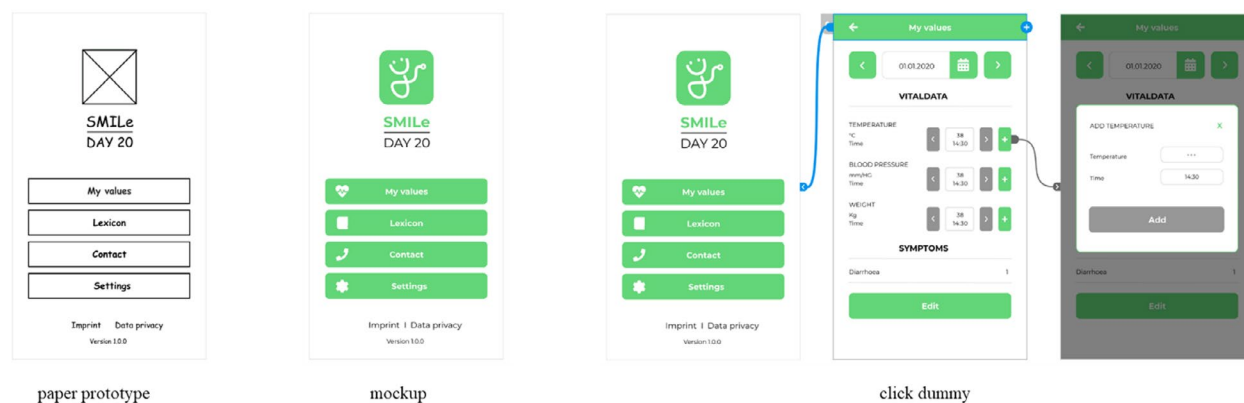 SMILe
DAY 20
My values
Lexicon
Contact
Settings
Imprint Data privacy
Version 1.0.0
paper prototype
SMILe
DAY 20
My values
Lexicon
Contact
Settings
Imprint I Data privacy
Version 1.0.0
mockup
SMILe
DAY 20
My values
Lexicon
Contact
Settings
Imprint I Data privacy
Version 1.0.0
My values
01.01.2020
VITALDATA
TEMPERATURE
°C 38
Time 14:30
BLOOD PRESSURE
mm/HG 38
Time 14:30
WEIGHT
Kg 38
Time 14:30
SYMPTOMS
Diarrhoea 1
Edit
My values
01.01.2020
VITALDATA
ADD TEMPERATURE X
Temperature ---
Time 14:30
Add
Diarrhoea 1
Edit
click dummy